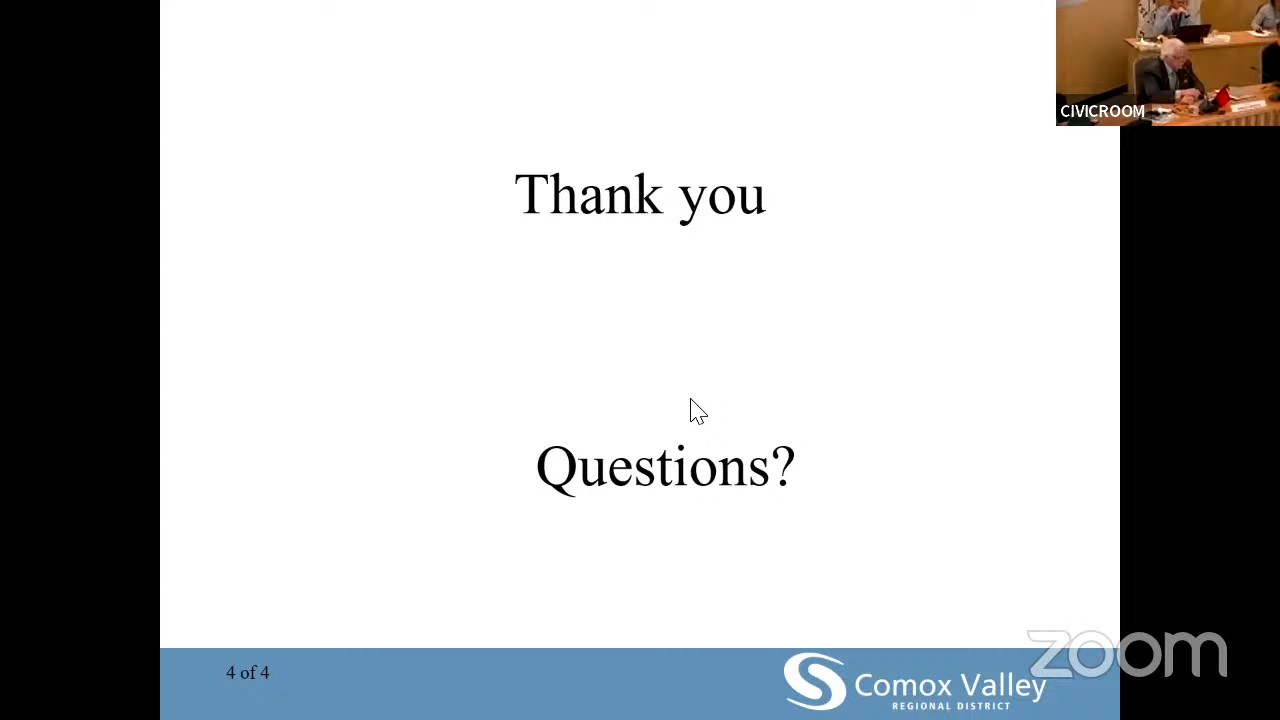 CIVICROOM
Thank you
Questions?
4 of 4
Comox Valley
REGIONAL DISTRICT
zoom